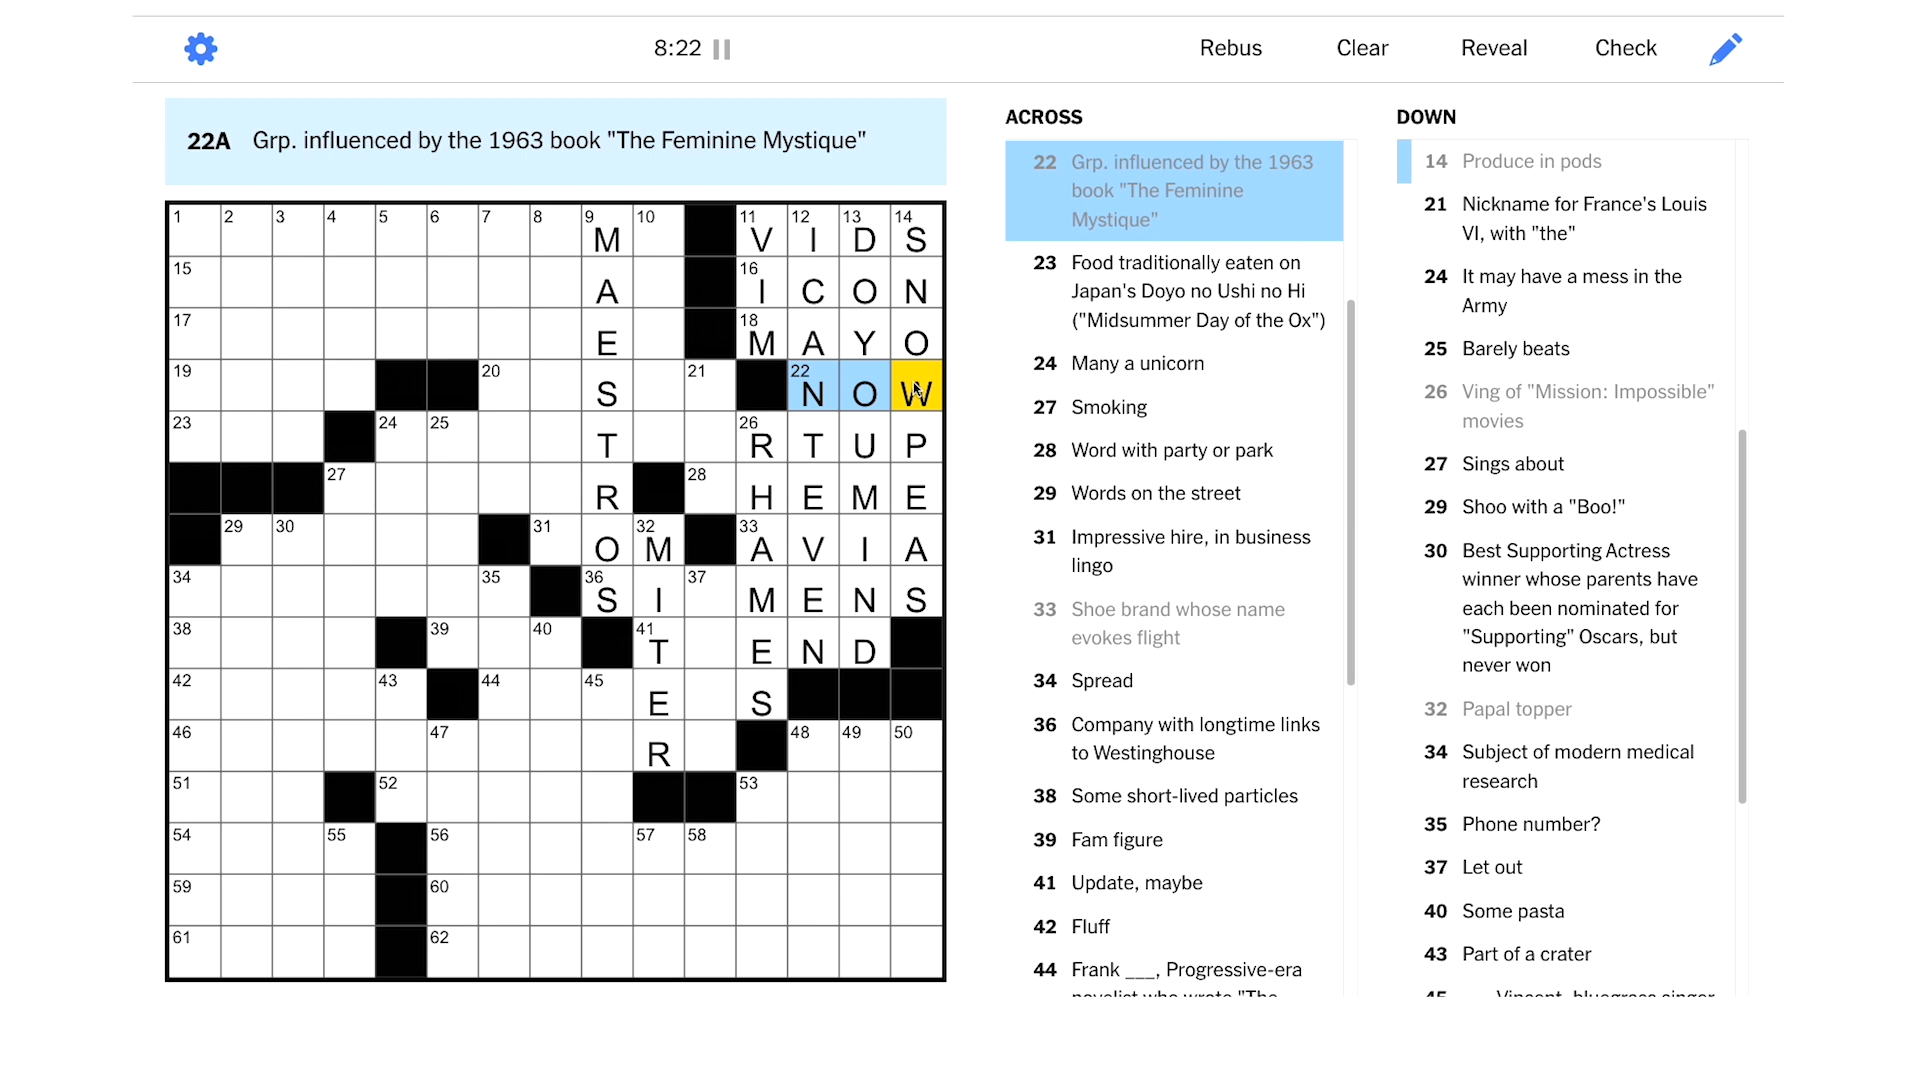 8:22
Rebus
Clear
Reveal
Check
22A Grp. influenced by the 1963 book "The Feminine Mystique"
1 2 3 4 5 6 7 8 9 10 11 12 13 14
M V I D S
15 16
A I C O N
17 18
E M A Y O
19 20 21 22
S N O W
23 24 25 26
T R T U P
27 28
R H E M E
29 30 31 32 33
O M A V I A
34 35 36 37
S I M E N S
38 39 40 41
T E N D
42 43 44 45
E S
46 47 48 49 50
R
51 52 53
54 55 56 57 58
59 60
61 62
ACROSS
22 Grp. influenced by the 1963
book "The Feminine
Mystique"
23 Food traditionally eaten on
Japan's Doyo no Ushi no Hi
("Midsummer Day of the Ox")
24 Many a unicorn
27 Smoking
28 Word with party or park
29 Words on the street
31 Impressive hire, in business
lingo
33 Shoe brand whose name
evokes flight
34 Spread
36 Company with longtime links
to Westinghouse
38 Some short-lived particles
39 Fam figure
41 Update, maybe
42 Fluff
44 Frank ___, Progressive-era
novelist who wrote "The
DOWN
14 Produce in pods
21 Nickname for France's Louis
VI, with "the"
24 It may have a mess in the
Army
25 Barely beats
26 Ving of "Mission: Impossible"
movies
27 Sings about
29 Shoo with a "Boo!"
30 Best Supporting Actress
winner whose parents have
each been nominated for
"Supporting" Oscars, but
never won
32 Papal topper
34 Subject of modern medical
research
35 Phone number?
37 Let out
40 Some pasta
43 Part of a crater
45 ___ Vincent, bluegrass singer